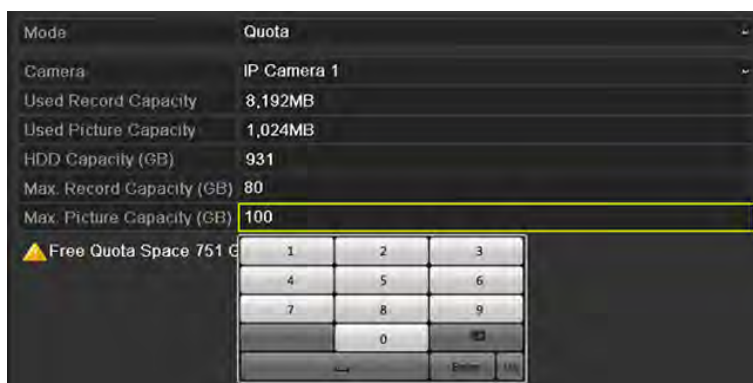 Mode Quota
Camera IP Camera 1
Used Record Capacity 8,192MB
Used Picture Capacity 1,024MB
HDD Capacity (GB) 931
Max. Record Capacity (GB) 80
Max. Picture Capacity (GB) 100
Free Quota Space 751 G
1 2 3
4 5 6
7 8 9
0
Enter